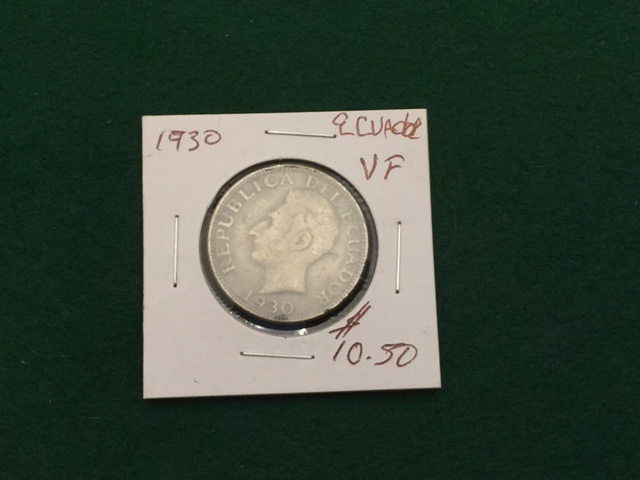 1930
Ecuador
VF
REPUBLICA DEL ECUADOR
1930
$
10.50